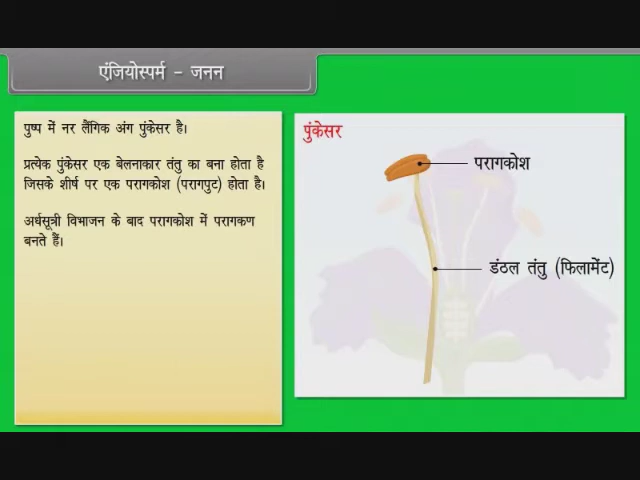 एंजियोस्पर्म - जनन
पुष्प में नर लैंगिक अंग पुंकेसर है।
प्रत्येक पुंकेसर एक बेलनाकार तंतु का बना होता है
जिसके शीर्ष पर एक परागकोश (परागपुट) होता है।
अर्धसूत्री विभाजन के बाद परागकोश में परागकण
बनते हैं।
पुंकेसर
परागकोश
डंठल तंतु (फिलामेंट)